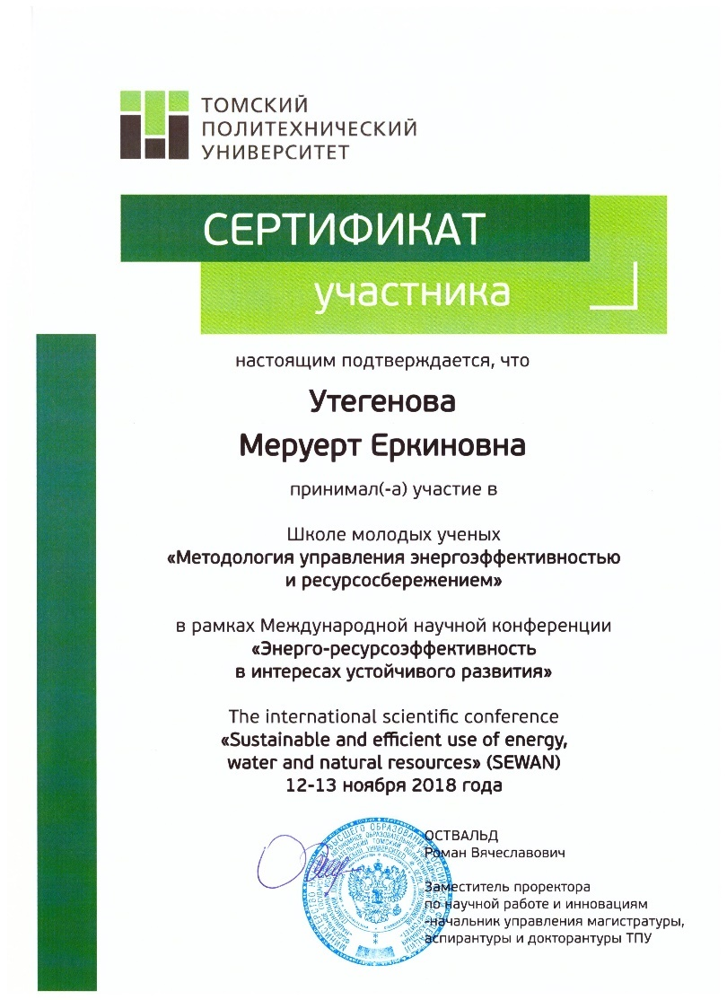 ТОМСКИЙ
ПОЛИТЕХНИЧЕСКИЙ
УНИВЕРСИТЕТ
СЕРТИФИКАТ
участника
настоящим подтверждается, что
Утегенова
Меруерт Еркиновна
принимал(-а) участие в
Школе молодых ученых
«Методология управления энергоэффективностью
и ресурсосбережением»
в рамках Международной научной конференции
«Энерго-ресурсоэффективность
в интересах устойчивого развития»
The international scientific conference
«Sustainable and efficient use of energy,
water and natural resources» (SEWAN)
12-13 ноября 2018 года
ОСТВАЛЬД
Роман Вячеславович
Заместитель проректора
по научной работе и инновациям
-начальник управления магистратуры,
аспирантуры и докторантуры ТПУ